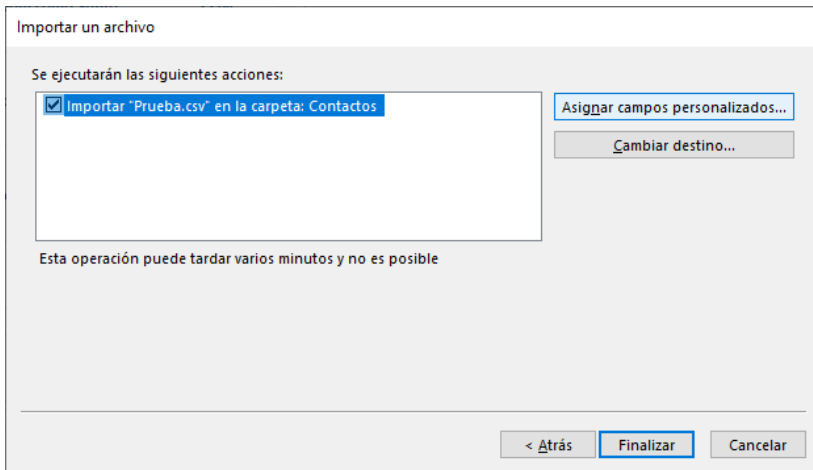 Importar un archivo
Se ejecutarán las siguientes acciones:
Importar "Prueba.csv" en la carpeta: Contactos
Asignar campos personalizados...
Cambiar destino...
Esta operación puede tardar varios minutos y no es posible
< Atrás
Finalizar
Cancelar